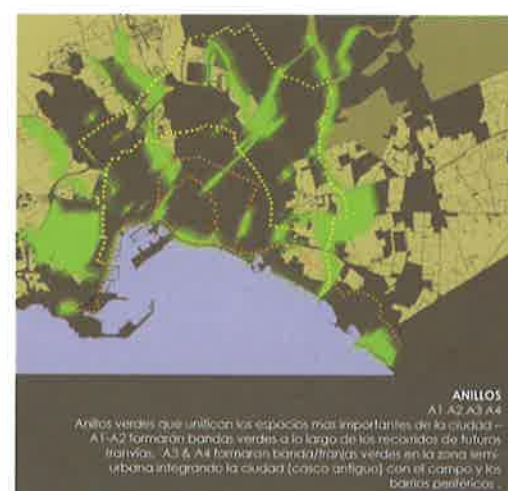 ANILLOS
A1 A2 A3 A4
Anillos verdes que unifican los espacios mas importantes de la ciudad –
A1-A2 formarán bandas verdes a lo largo de los recorridos de futuros
tranvías. A3 & A4 formaran banda/franjas verdes en la zona semi-
urbana integrando la ciudad (casco antiguo) con el campo y los
barrios periféricos .